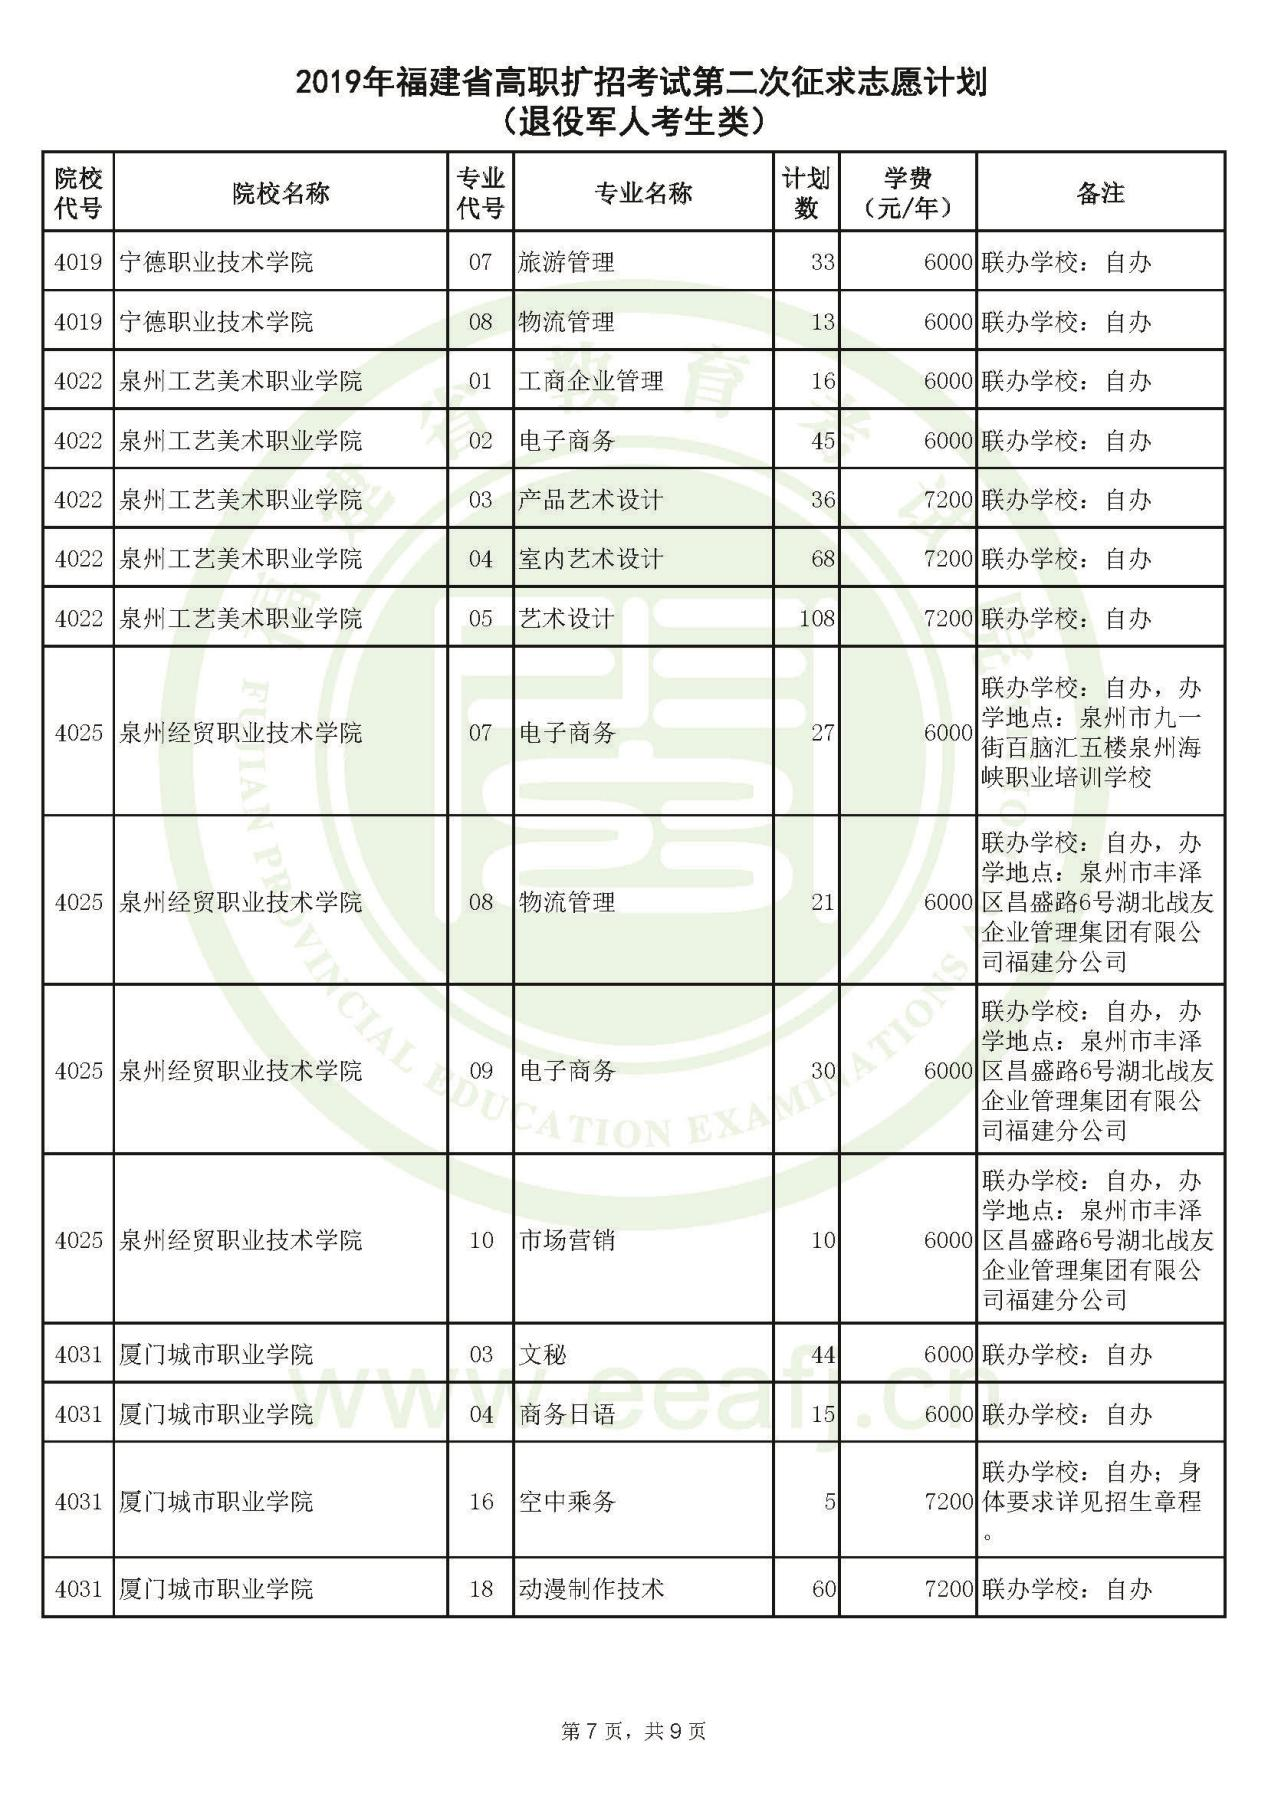 2019年福建省高职扩招考试第二次征求志愿计划
（退役军人考生类）
院校代号 院校名称 专业代号 专业名称 计划数 学费（元/年） 备注
4019 宁德职业技术学院 07 旅游管理 33 6000 联办学校：自办
4019 宁德职业技术学院 08 物流管理 13 6000 联办学校：自办
4022 泉州工艺美术职业学院 01 工商企业管理 16 6000 联办学校：自办
4022 泉州工艺美术职业学院 02 电子商务 45 6000 联办学校：自办
4022 泉州工艺美术职业学院 03 产品艺术设计 36 7200 联办学校：自办
4022 泉州工艺美术职业学院 04 室内艺术设计 68 7200 联办学校：自办
4022 泉州工艺美术职业学院 05 艺术设计 108 7200 联办学校：自办
4025 泉州经贸职业技术学院 07 电子商务 27 6000 联办学校：自办，办
学地点：泉州市九一
街百脑汇五楼泉州海
峡职业培训学校
4025 泉州经贸职业技术学院 08 物流管理 21 6000 联办学校：自办，办
学地点：泉州市丰泽
区昌盛路6号湖北战友
企业管理集团有限公
司福建分公司
4025 泉州经贸职业技术学院 09 电子商务 30 6000 联办学校：自办，办
学地点：泉州市丰泽
区昌盛路6号湖北战友
企业管理集团有限公
司福建分公司
4025 泉州经贸职业技术学院 10 市场营销 10 6000 联办学校：自办，办
学地点：泉州市丰泽
区昌盛路6号湖北战友
企业管理集团有限公
司福建分公司
4031 厦门城市职业学院 03 文秘 44 6000 联办学校：自办
4031 厦门城市职业学院 04 商务日语 15 6000 联办学校：自办
4031 厦门城市职业学院 16 空中乘务 5 7200 联办学校：自办；身
体要求详见招生章程
。
4031 厦门城市职业学院 18 动漫制作技术 60 7200 联办学校：自办
福建省教育考试院
FUJIAN PROVINCIAL EDUCATION EXAMINATIONS
www.eeafj.cn
第 7 页，共 9 页